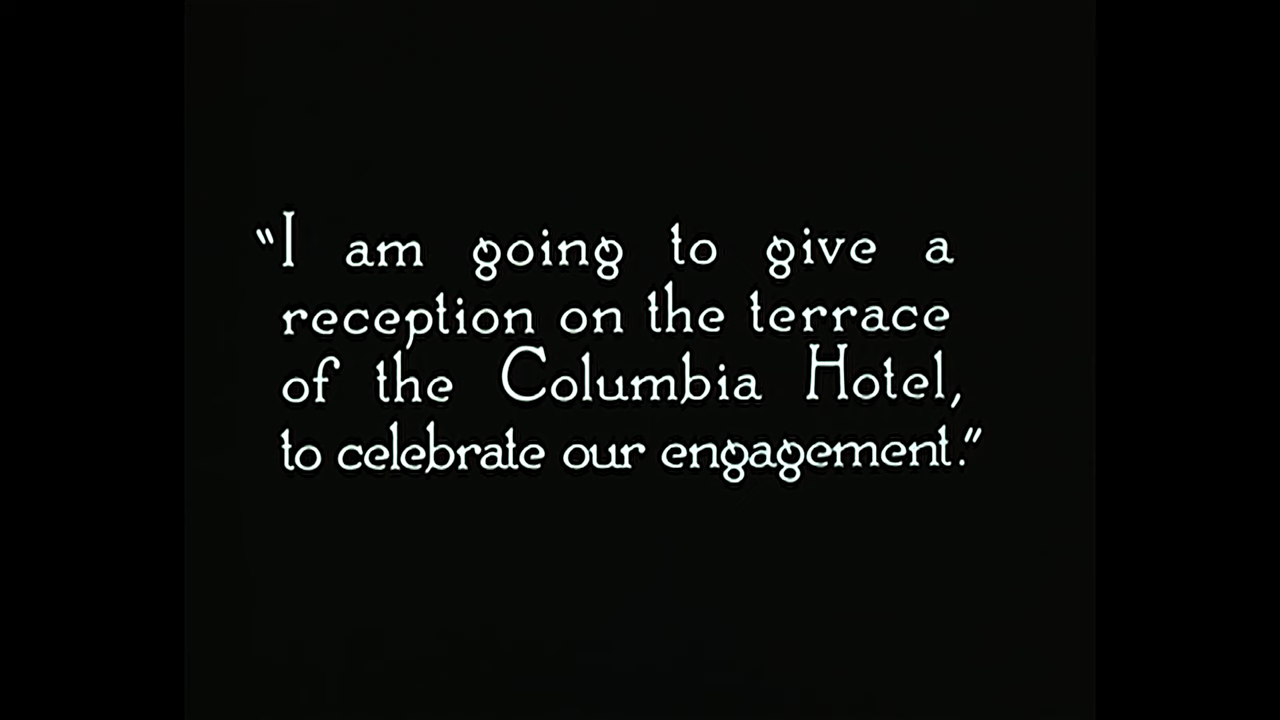 "I am going to give a
reception on the terrace
of the Columbia Hotel,
to celebrate our engagement."